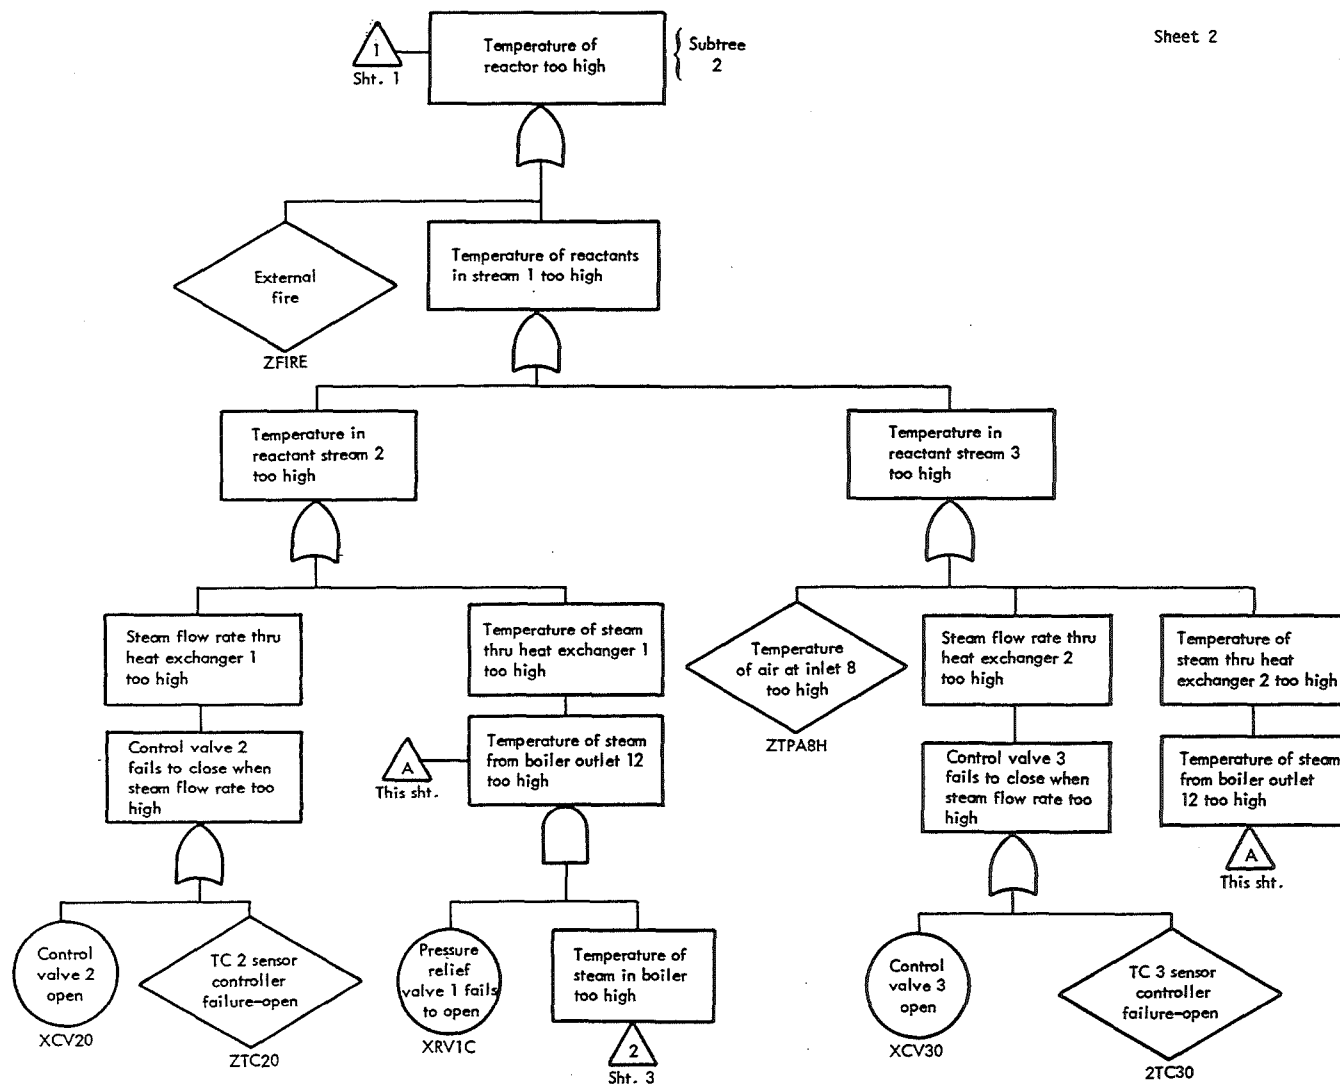 Sheet 2
1
Sht. 1
Temperature of
reactor too high
Subtree
2
External
fire
ZFIRE
Temperature of reactants
in stream 1 too high
Temperature in
reactant stream 2
too high
Temperature in
reactant stream 3
too high
Steam flow rate thru
heat exchanger 1
too high
Temperature of steam
thru heat exchanger 1
too high
Temperature
of air at inlet 8
too high
ZTPA8H
Steam flow rate thru
heat exchanger 2
too high
Temperature of
steam thru heat
exchanger 2 too high
Control valve 2
fails to close when
steam flow rate too
high
A
This sht.
Temperature of steam
from boiler outlet 12
too high
Control valve 3
fails to close when
steam flow rate too
high
Temperature of steam
from boiler outlet
12 too high
A
This sht.
Control
valve 2
open
XCV20
TC 2 sensor
controller
failure-open
ZTC20
Pressure
relief
valve 1 fails
to open
XRV1C
Temperature of
steam in boiler
too high
2
Sht. 3
Control
valve 3
open
XCV30
TC 3 sensor
controller
failure-open
2TC30